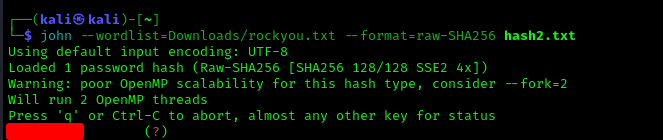 ┌──(kali㉿kali)-[~]
└─$ john --wordlist=Downloads/rockyou.txt --format=raw-SHA256 hash2.txt
Using default input encoding: UTF-8
Loaded 1 password hash (Raw-SHA256 [SHA256 128/128 SSE2 4x])
Warning: poor OpenMP scalability for this hash type, consider --fork=2
Will run 2 OpenMP threads
Press 'q' or Ctrl-C to abort, almost any other key for status
(?)